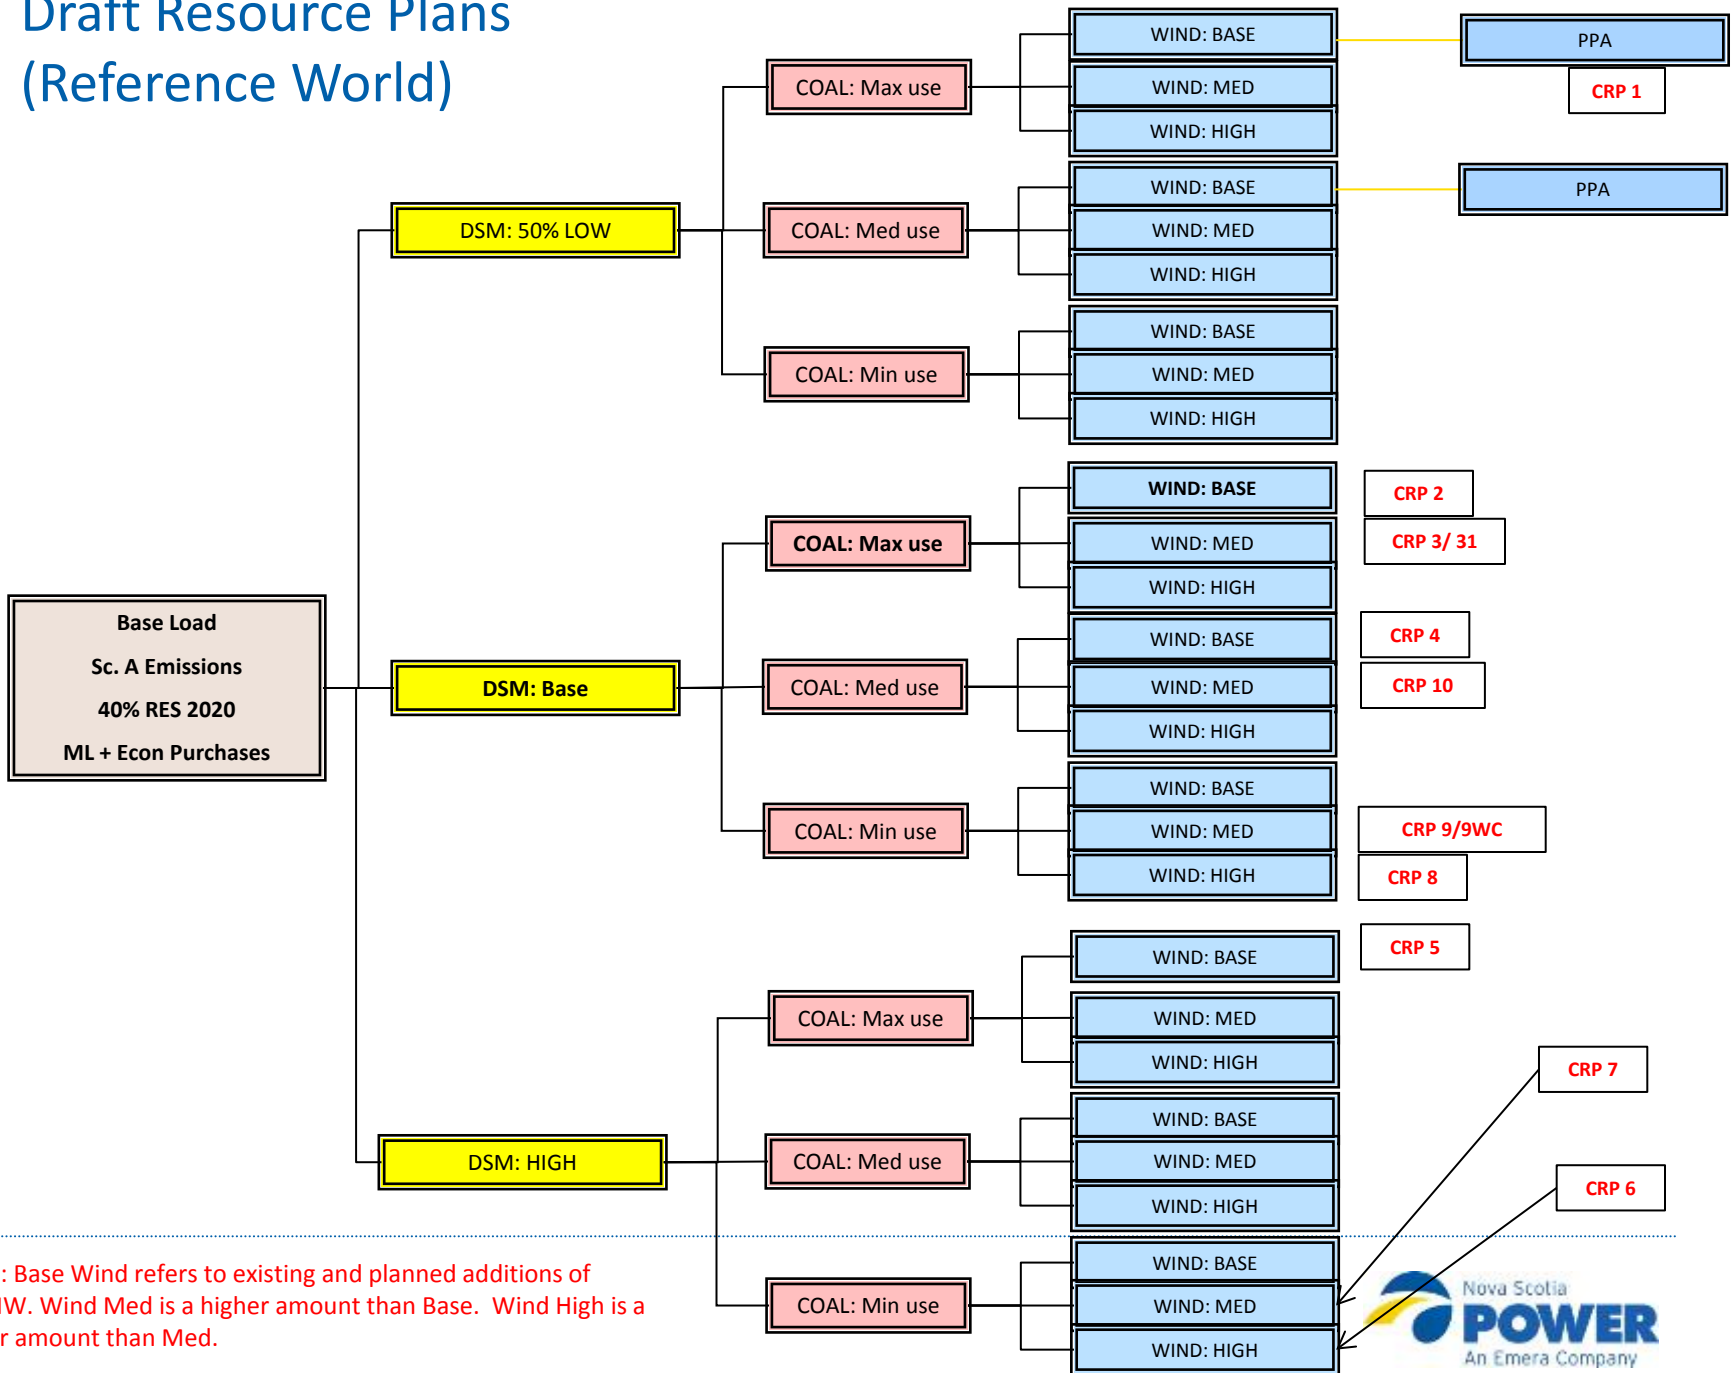 Draft Resource Plans
(Reference World)
WIND: BASE
PPA
COAL: Max use
WIND: MED
CRP 1
WIND: HIGH
WIND: BASE
PPA
DSM: 50% LOW
COAL: Med use
WIND: MED
WIND: HIGH
WIND: BASE
COAL: Min use
WIND: MED
WIND: HIGH
WIND: BASE
CRP 2
COAL: Max use
WIND: MED
CRP 3/ 31
WIND: HIGH
Base Load
Sc. A Emissions
40% RES 2020
ML + Econ Purchases
WIND: BASE
CRP 4
DSM: Base
COAL: Med use
WIND: MED
CRP 10
WIND: HIGH
WIND: BASE
COAL: Min use
WIND: MED
CRP 9/9WC
WIND: HIGH
CRP 8
CRP 5
WIND: BASE
COAL: Max use
WIND: MED
WIND: HIGH
CRP 7
WIND: BASE
DSM: HIGH
COAL: Med use
WIND: MED
CRP 6
WIND: HIGH
WIND: BASE
COAL: Min use
WIND: MED
WIND: HIGH
: Base Wind refers to existing and planned additions of
W. Wind Med is a higher amount than Base. Wind High is a
r amount than Med.
Nova Scotia
POWER
An Emera Company